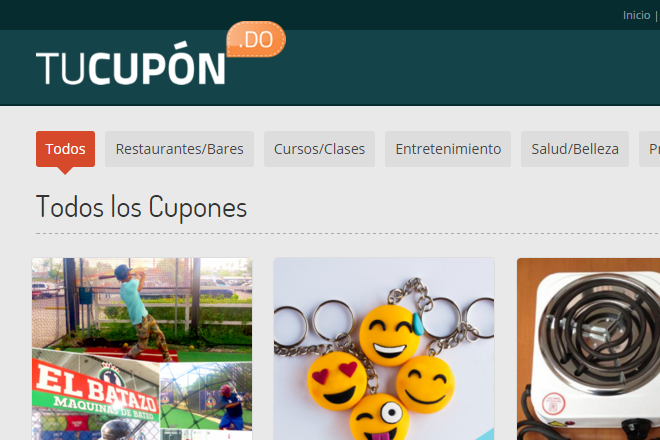 Inicio |
TUCUPÓN .DO
Todos Restaurantes/Bares Cursos/Clases Entretenimiento Salud/Belleza
Todos los Cupones
EL BATAZO
MAQUINAS DE BATEO